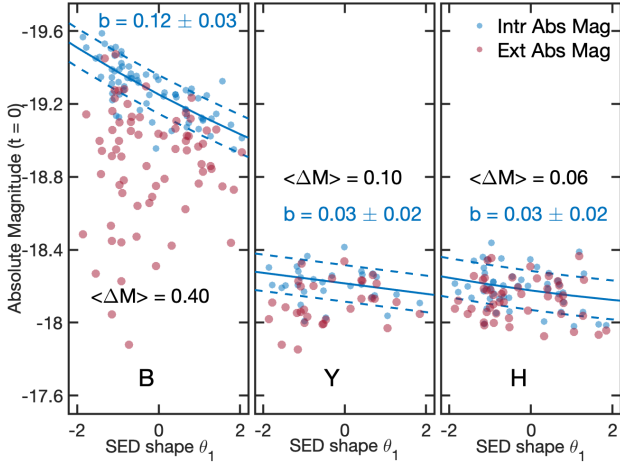 b = 0.12 ± 0.03
Intr Abs Mag
Ext Abs Mag
Absolute Magnitude (t = 0)
-19.6
-19.2
-18.8
-18.4
-18
-17.6
<ΔM> = 0.40
<ΔM> = 0.10
b = 0.03 ± 0.02
<ΔM> = 0.06
b = 0.03 ± 0.02
B
Y
H
-2 0 2
-2 0 2
-2 0 2
SED shape θ₁
SED shape θ₁
SED shape θ₁